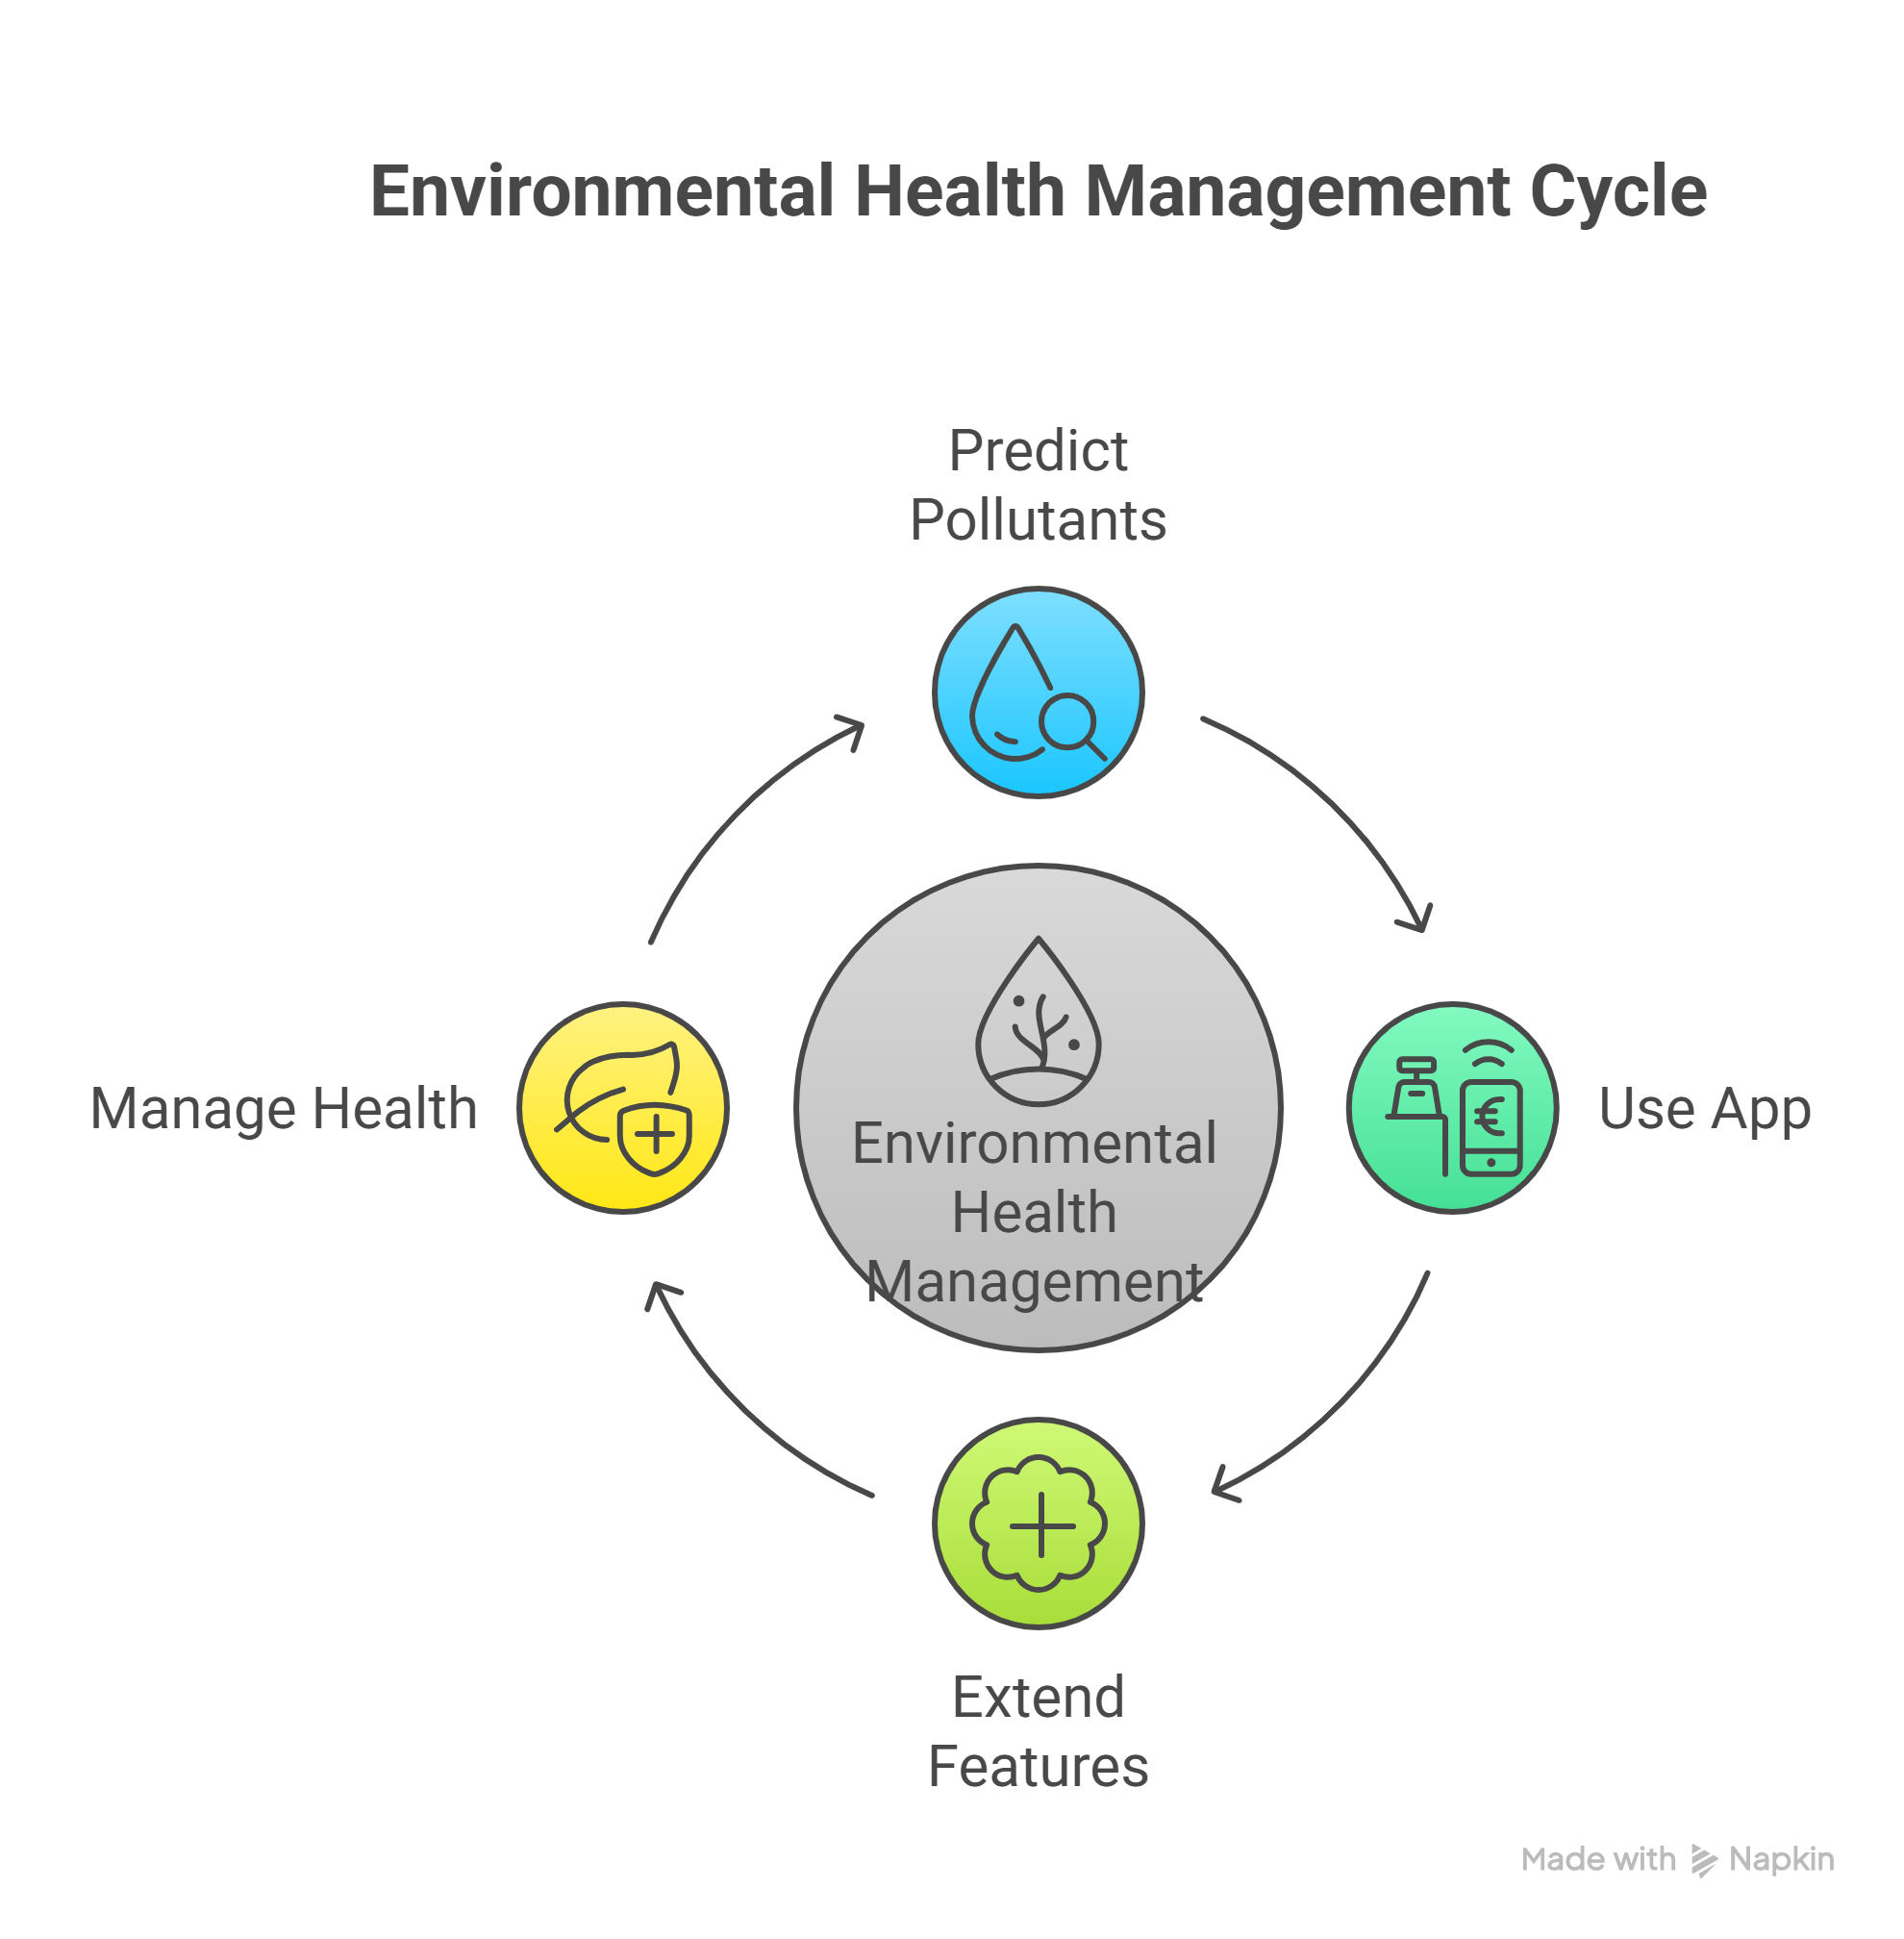 Environmental Health Management Cycle
Predict
Pollutants
Manage Health
Environmental
Health
Management
Use App
€
Extend
Features
Made with Napkin